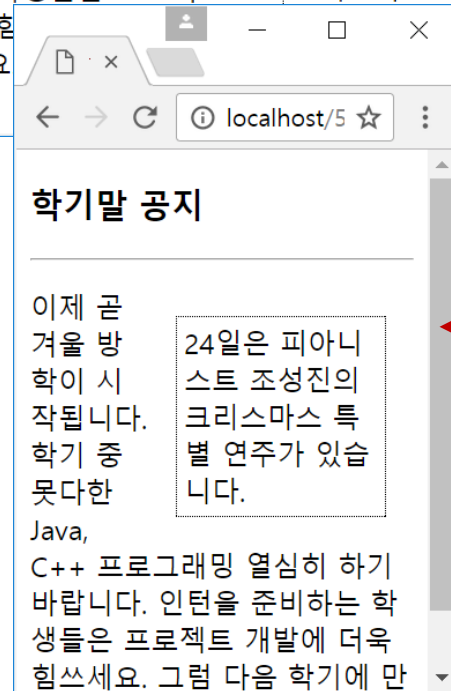 힘
요
localhost/5
학기말 공지
이제 곧
겨울 방
학이 시
작됩니다.
학기 중
못다한
Java,
24일은 피아니
스트 조성진의
크리스마스 특
별 연주가 있습
니다.
C++ 프로그래밍 열심히 하기
바랍니다. 인턴을 준비하는 학
생들은 프로젝트 개발에 더욱
힘쓰세요. 그럼 다음 학기에 만